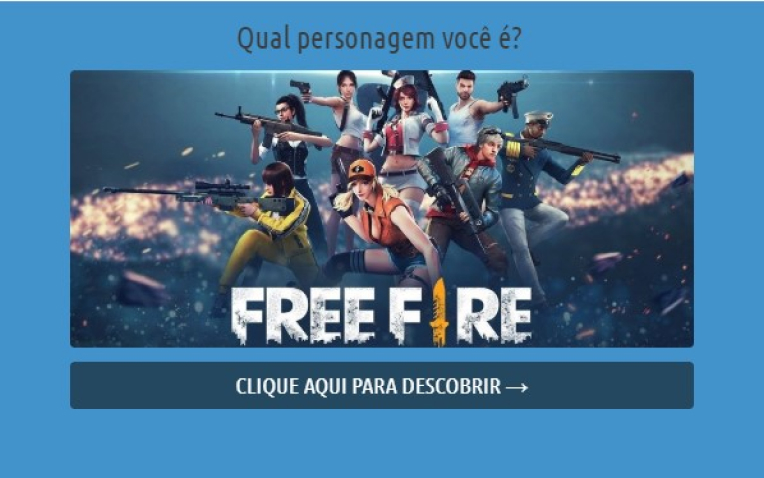 Qual personagem você é?
FREE FIRE
CLIQUE AQUI PARA DESCOBRIR →